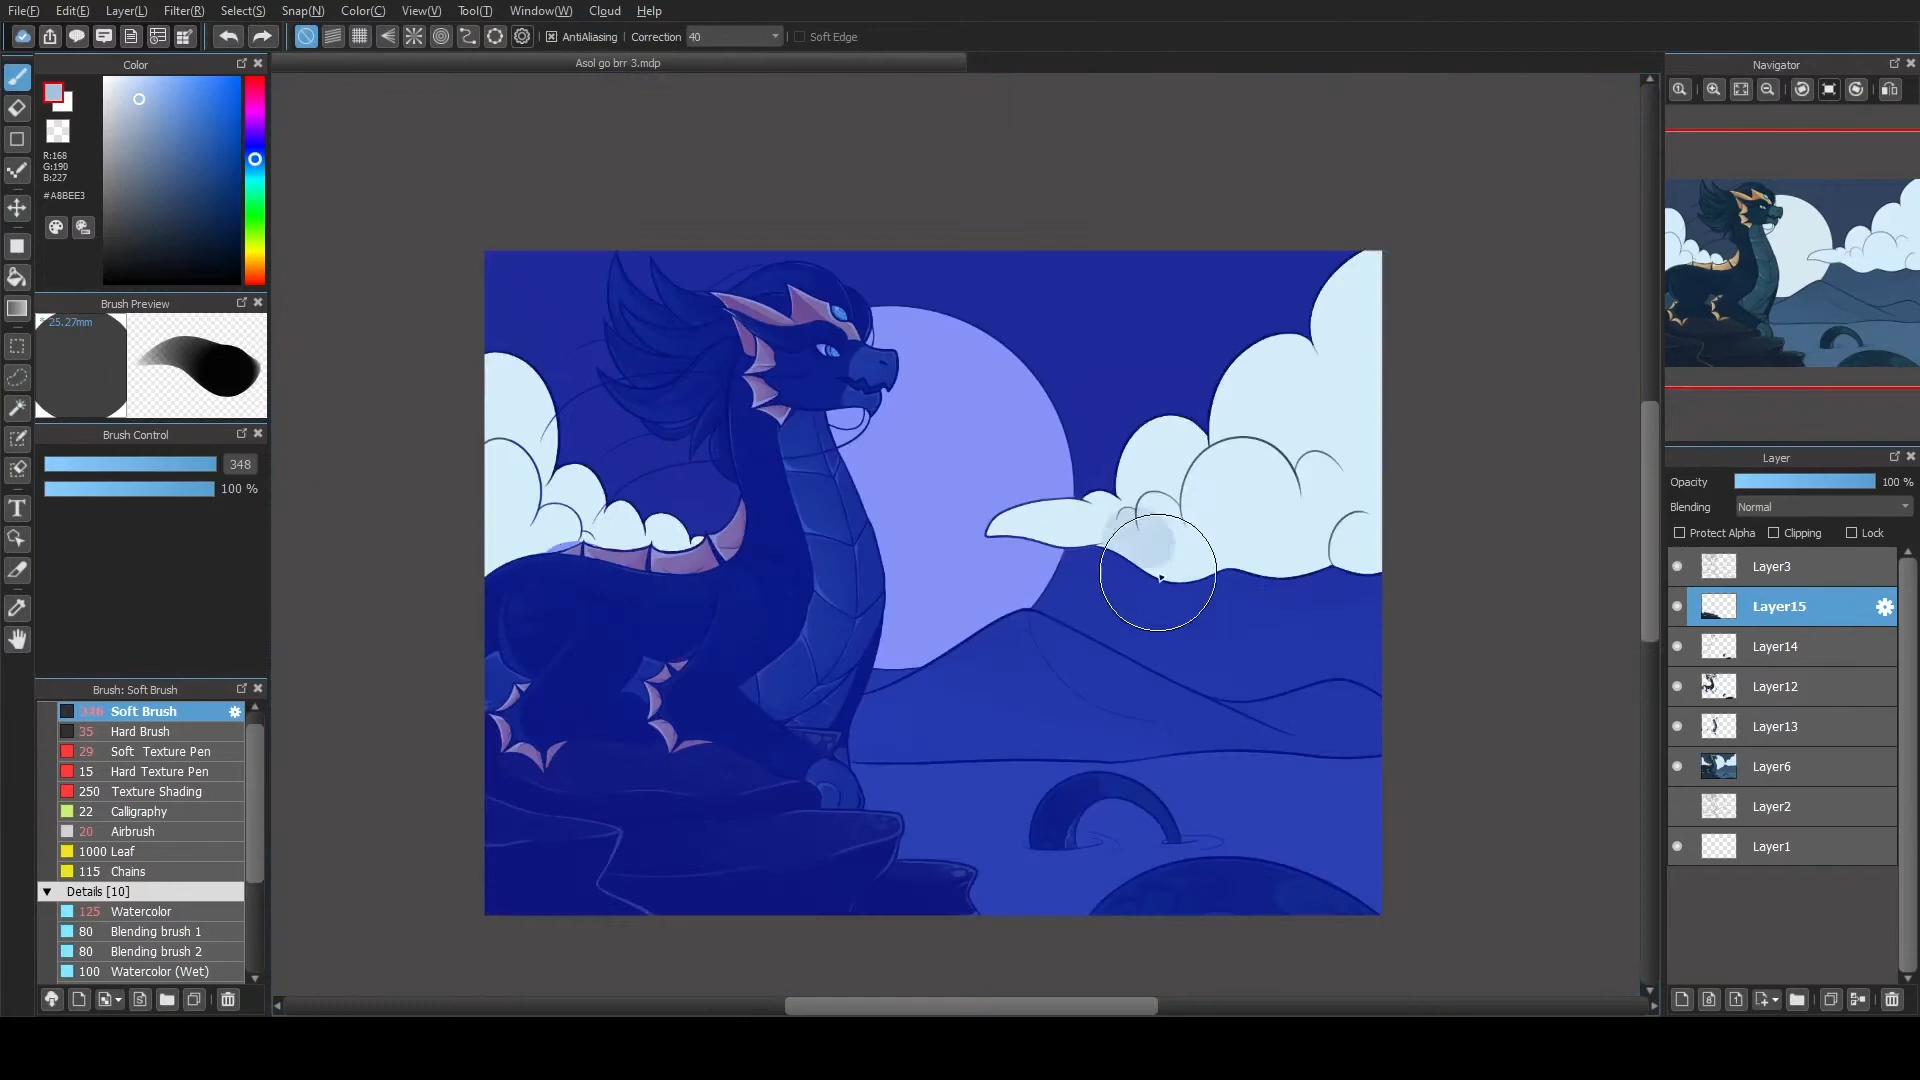 File(F) Edit(E) Layer(L) Filter(R) Select(S) Snap(N) Color(C) View(V) Tool(T) Window(W) Cloud Help
AntiAliasing Correction 40 Soft Edge
Color
Asol go brr 3.mdp
Navigator
R:168
G:190
B:227
#A8BEE3
Brush Preview
25.27mm
Brush Control
348
100 %
Layer
Opacity 100 %
Blending Normal
Protect Alpha Clipping Lock
Layer3
Layer15
Layer14
Layer12
Layer13
Layer6
Layer2
Layer1
Brush: Soft Brush
Soft Brush
35 Hard Brush
29 Soft Texture Pen
15 Hard Texture Pen
250 Texture Shading
22 Calligraphy
20 Airbrush
1000 Leaf
115 Chains
Details [10]
125 Watercolor
80 Blending brush 1
80 Blending brush 2
100 Watercolor (Wet)